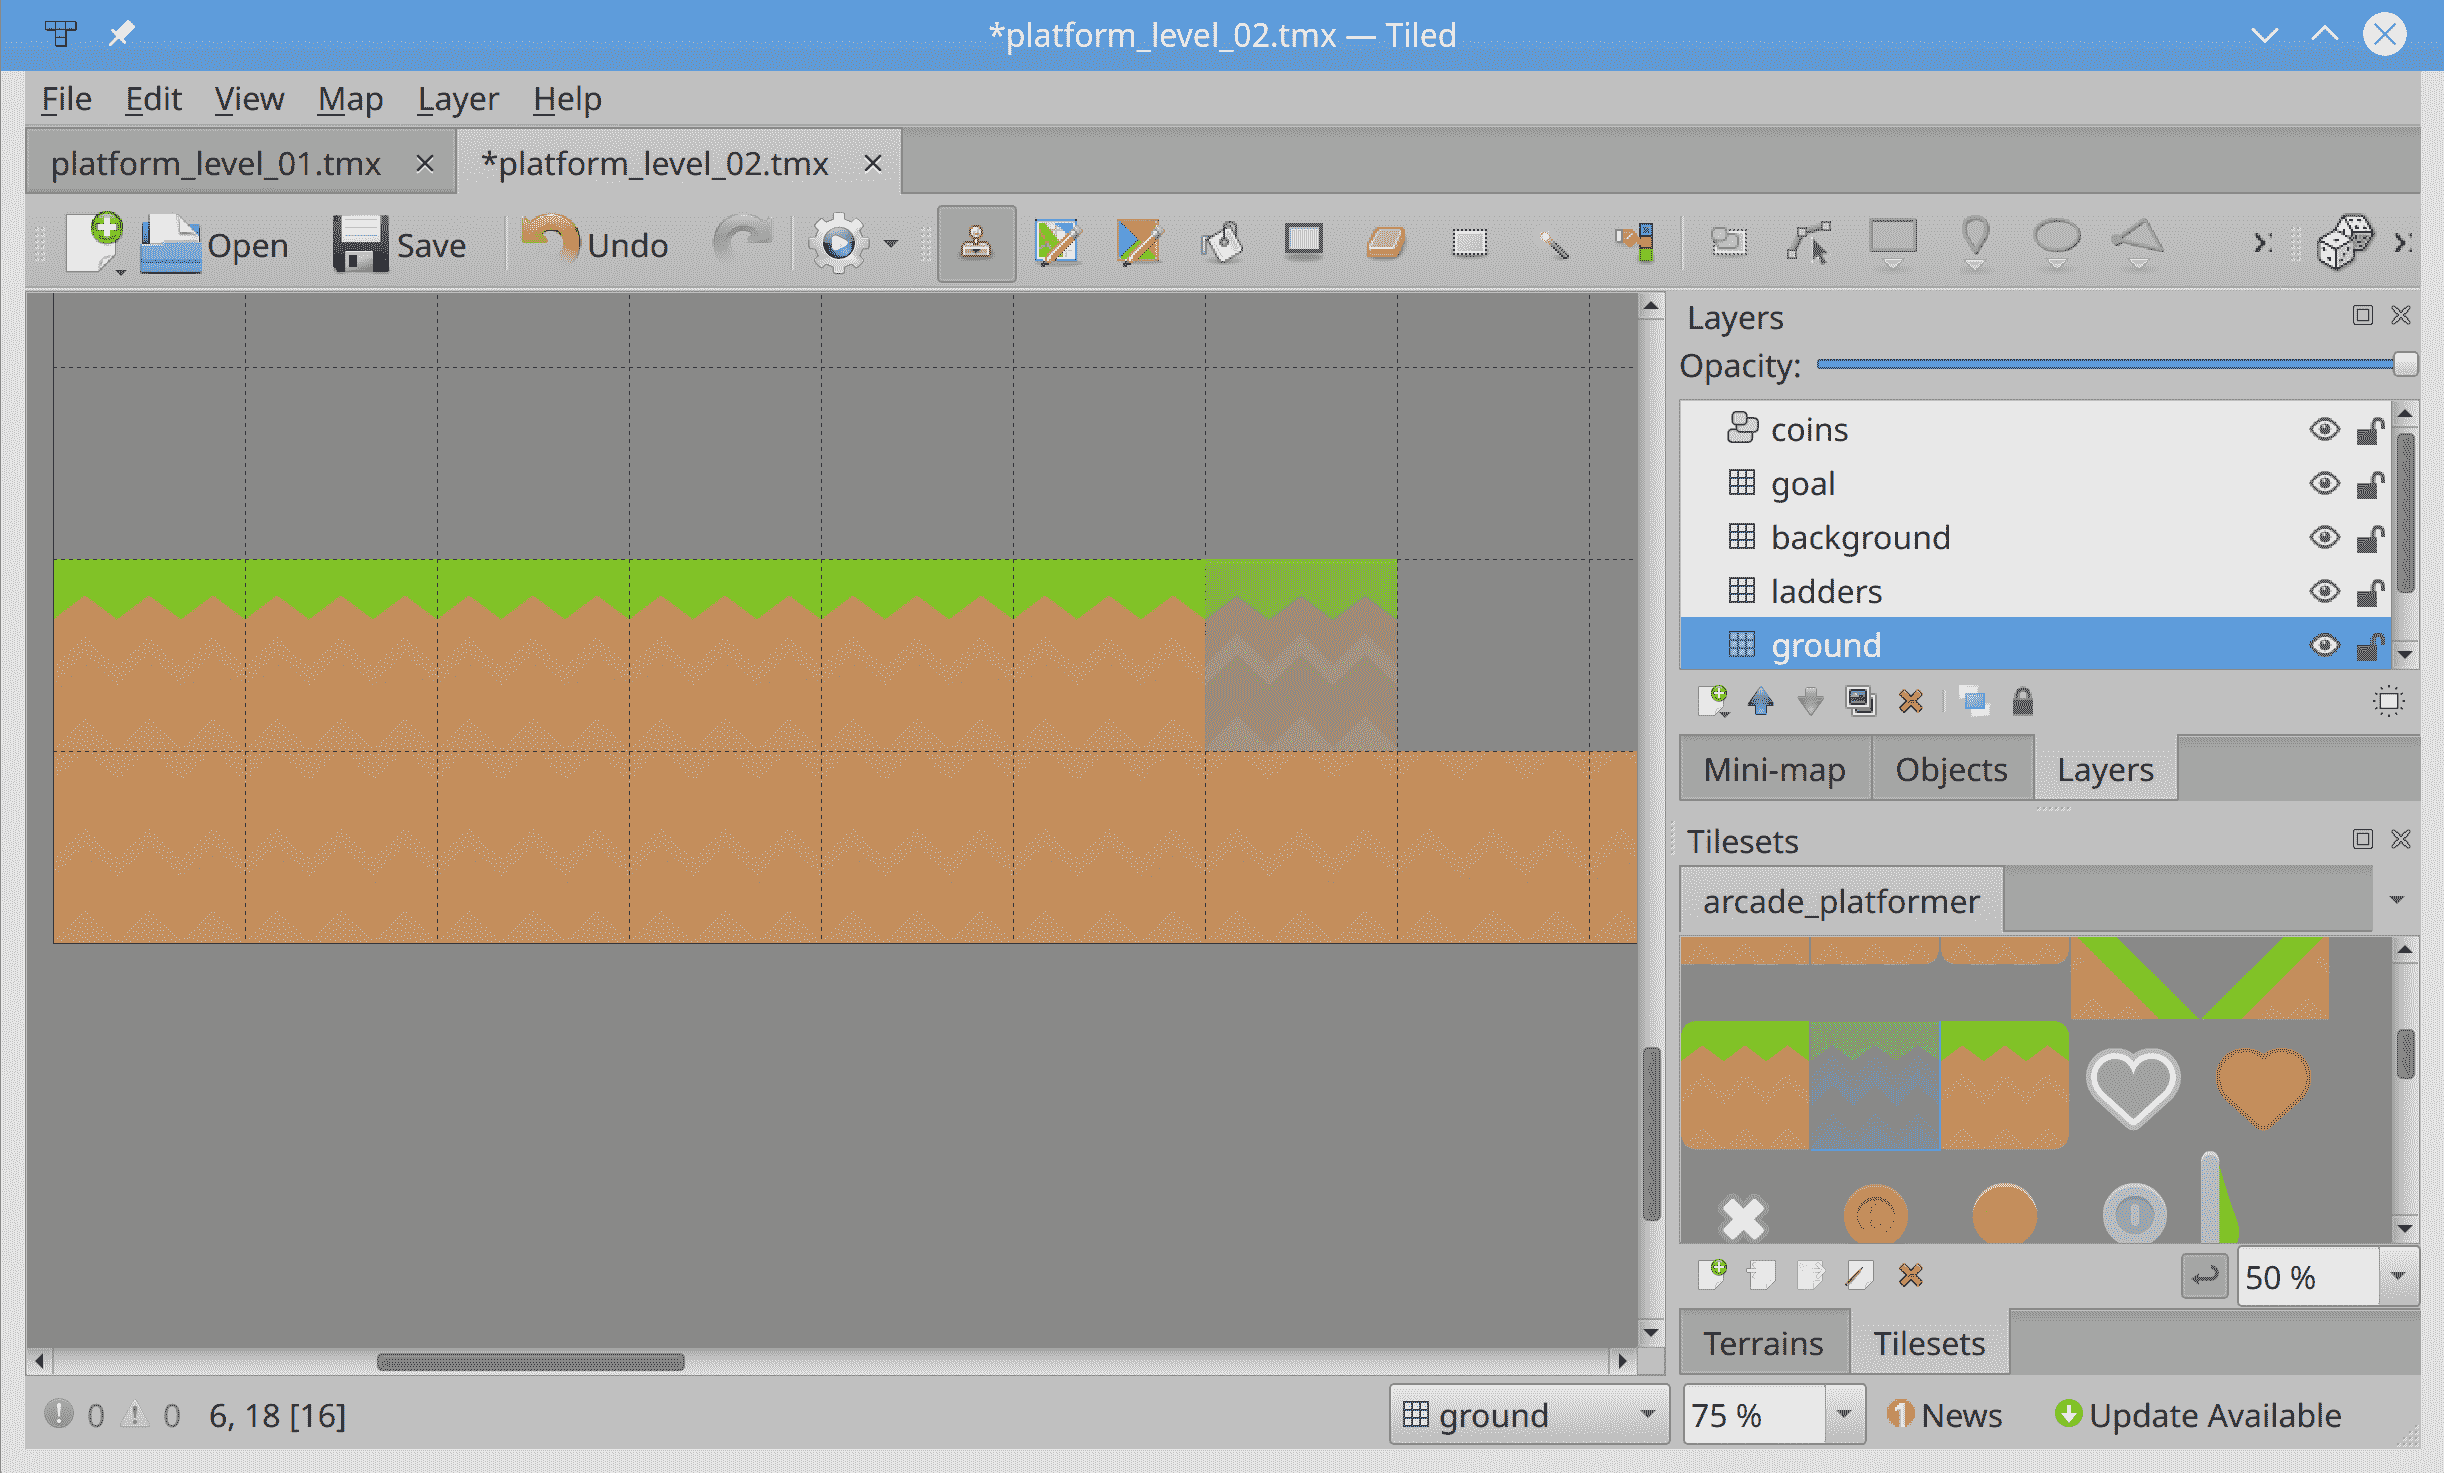 *platform_level_02.tmx — Tiled
File Edit View Map Layer Help
platform_level_01.tmx *platform_level_02.tmx
Open Save Undo
Layers
Opacity:
coins
goal
background
ladders
ground
Mini-map Objects Layers
Tilesets
arcade_platformer
50 %
Terrains Tilesets
0 0 6, 18 [16] ground 75 % 1 News Update Available